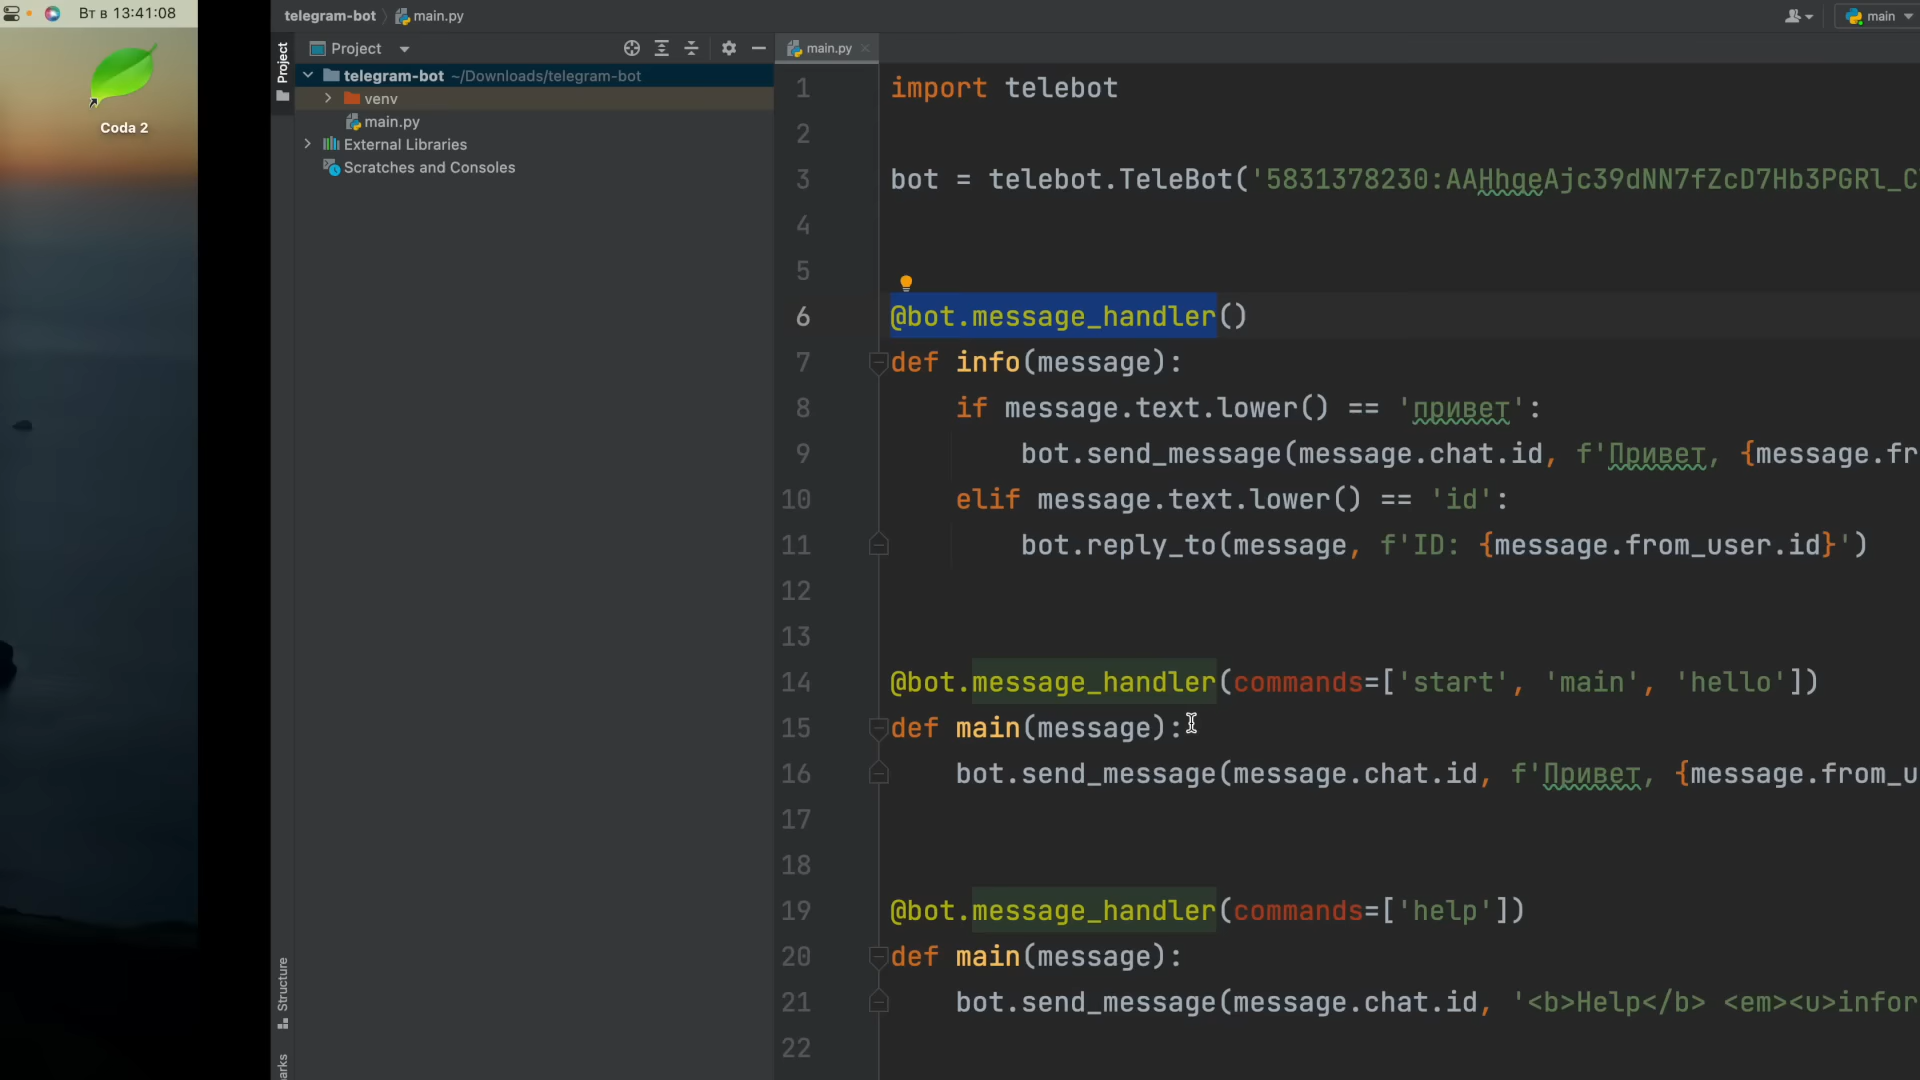 Вт в 13:41:08
Coda 2
telegram-bot
main.py
main
Project
Project
main.py
telegram-bot ~/Downloads/telegram-bot
venv
main.py
External Libraries
Scratches and Consoles
Structure
1 import telebot
2
3 bot = telebot.TeleBot('5831378230:AAHhqeAjc39dNN7fZcD7Hb3PGRl_C
4
5
6 @bot.message_handler()
7 def info(message):
8 if message.text.lower() == 'привет':
9 bot.send_message(message.chat.id, f'Привет, {message.fr
10 elif message.text.lower() == 'id':
11 bot.reply_to(message, f'ID: {message.from_user.id}')
12
13
14 @bot.message_handler(commands=['start', 'main', 'hello'])
15 def main(message):
16 bot.send_message(message.chat.id, f'Привет, {message.from_u
17
18
19 @bot.message_handler(commands=['help'])
20 def main(message):
21 bot.send_message(message.chat.id, '<b>Help</b> <em><u>infor
22